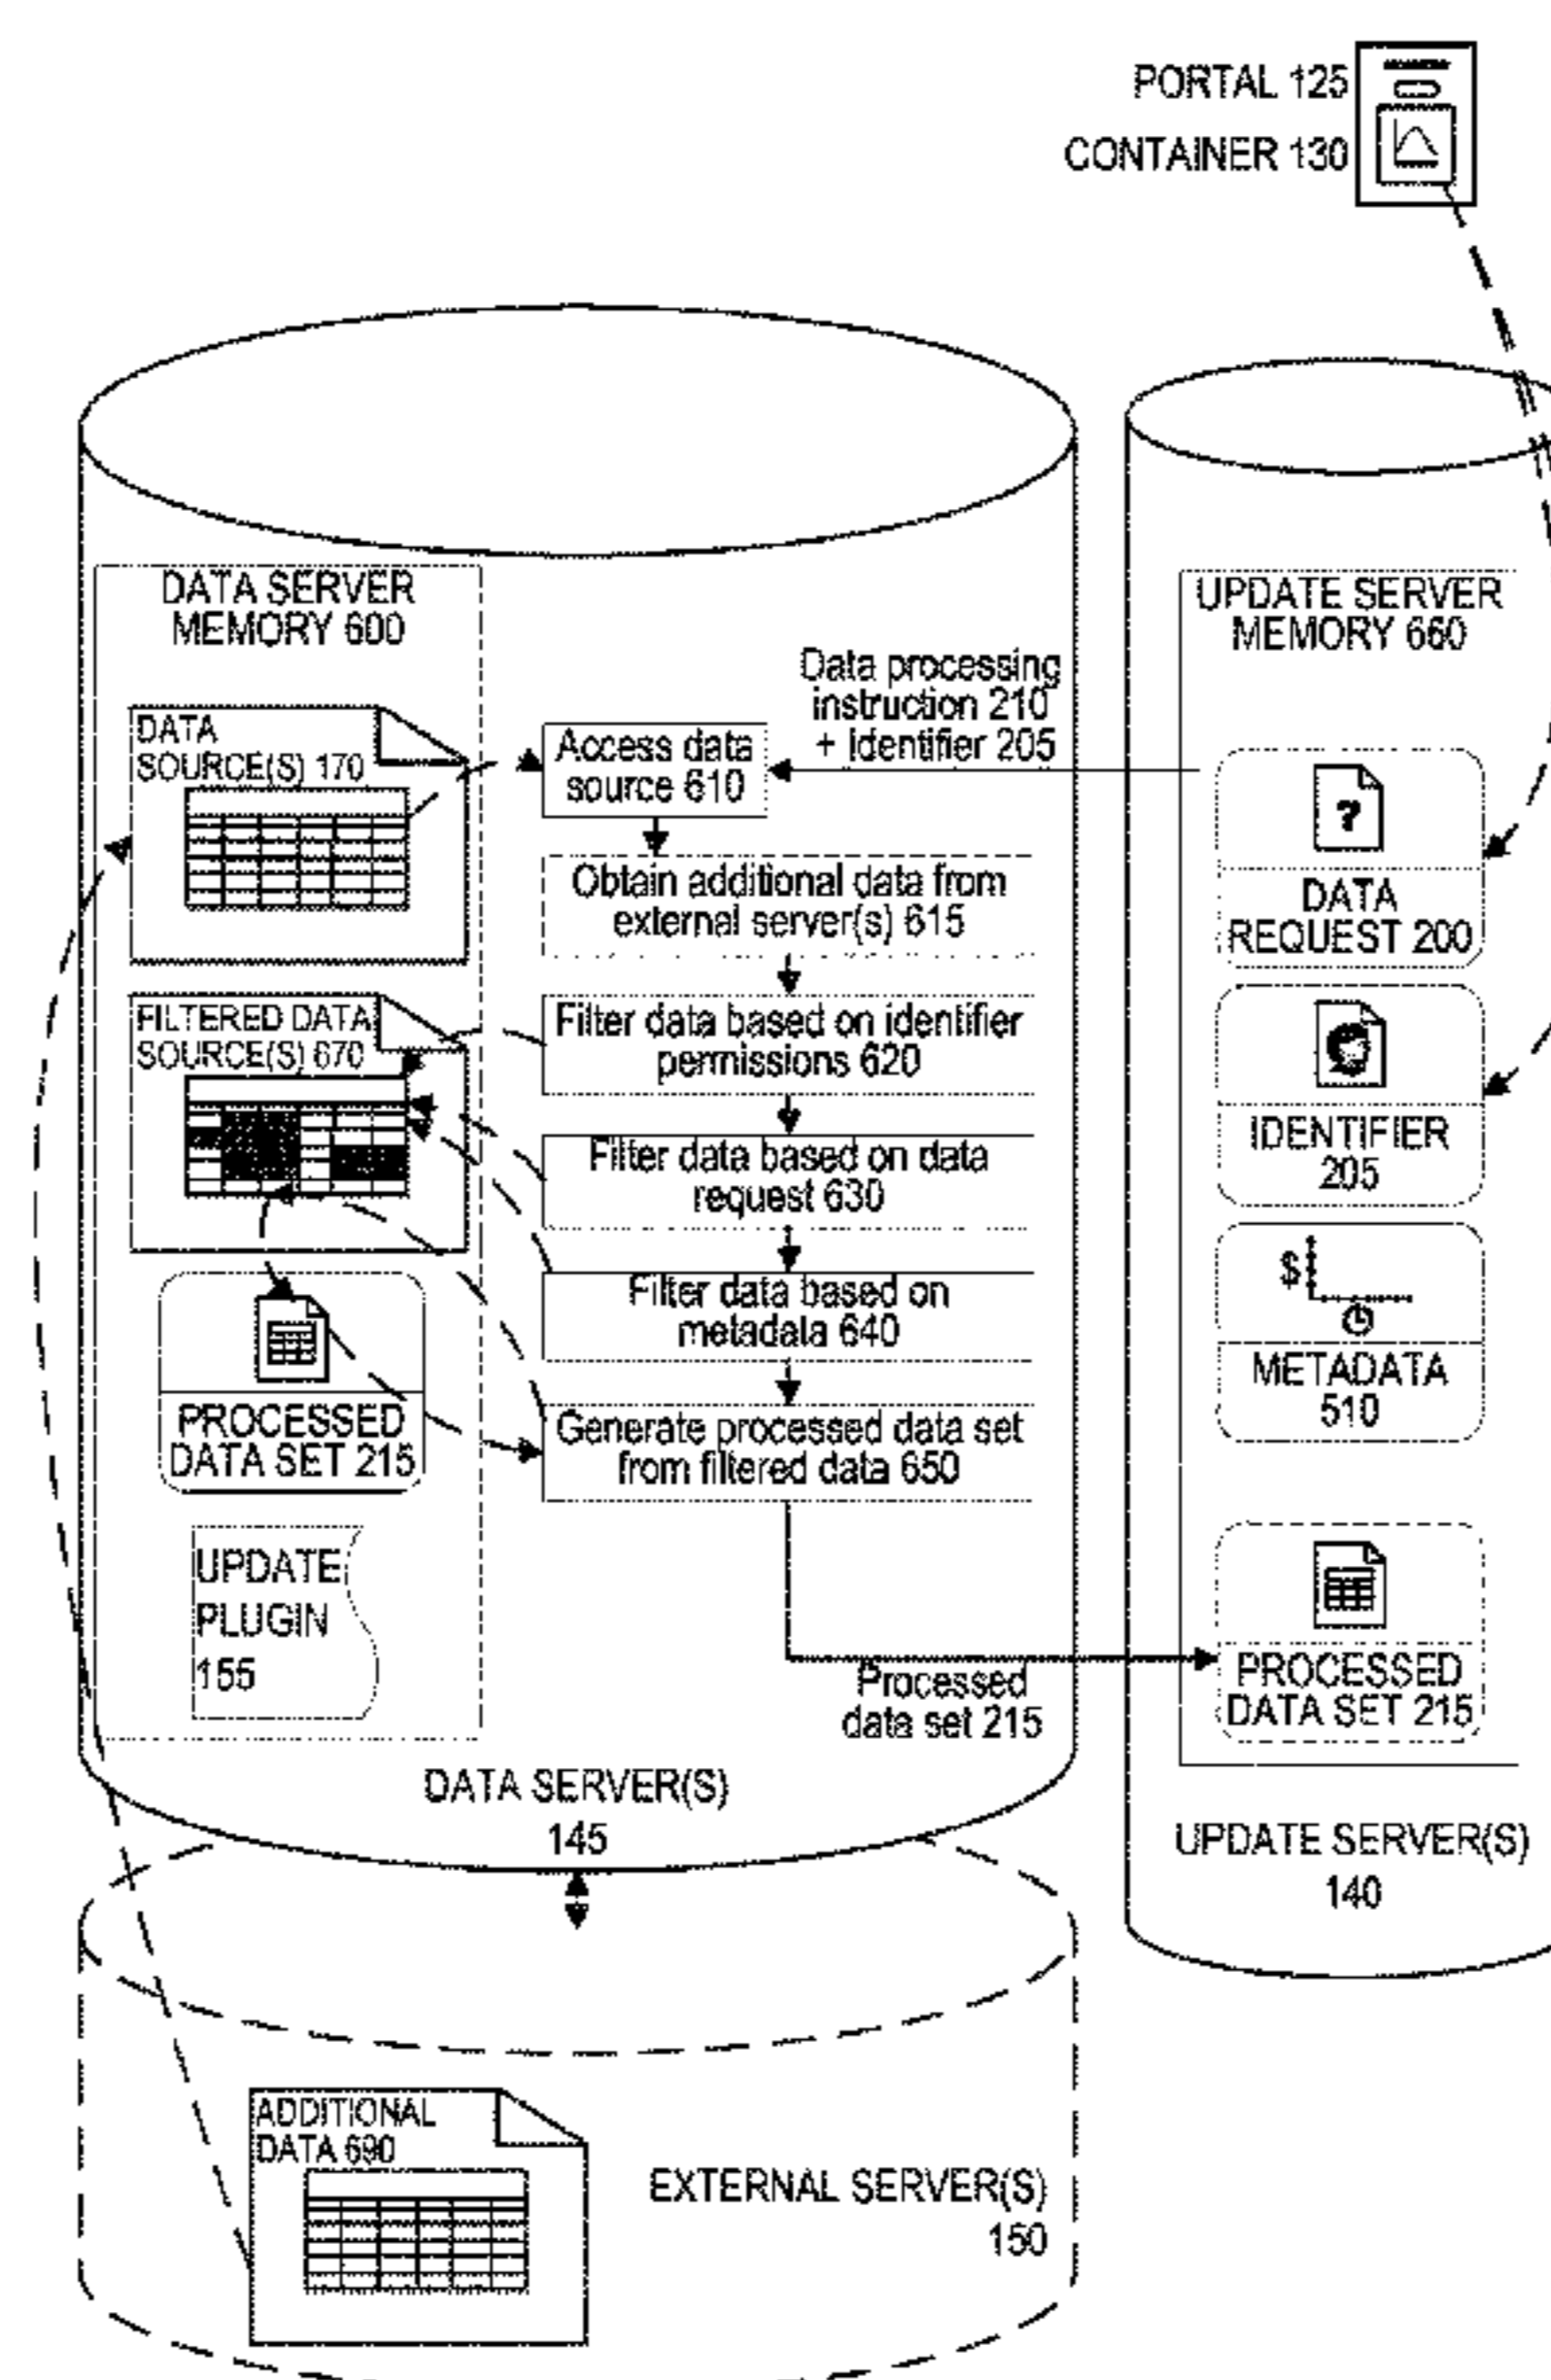 PORTAL 125
CONTAINER 130
DATA SERVER
MEMORY 600
DATA
SOURCE(S) 170
FILTERED DATA
SOURCE(S) 670
PROCESSED
DATA SET 215
UPDATE
PLUGIN
155
Data processing
instruction 210
+ Identifier 205
Access data
source 610
Obtain additional data from
external server(s) 615
Filter data based on identifier
permissions 620
Filter data based on data
request 630
Filter data based on
metadata 640
Generate processed data set
from filtered data 650
Processed
data set 215
DATA SERVER(S)
145
UPDATE SERVER
MEMORY 660
?
DATA
REQUEST 200
IDENTIFIER
205
$
METADATA
510
PROCESSED
DATA SET 215
UPDATE SERVER(S)
140
ADDITIONAL
DATA 690
EXTERNAL SERVER(S)
150